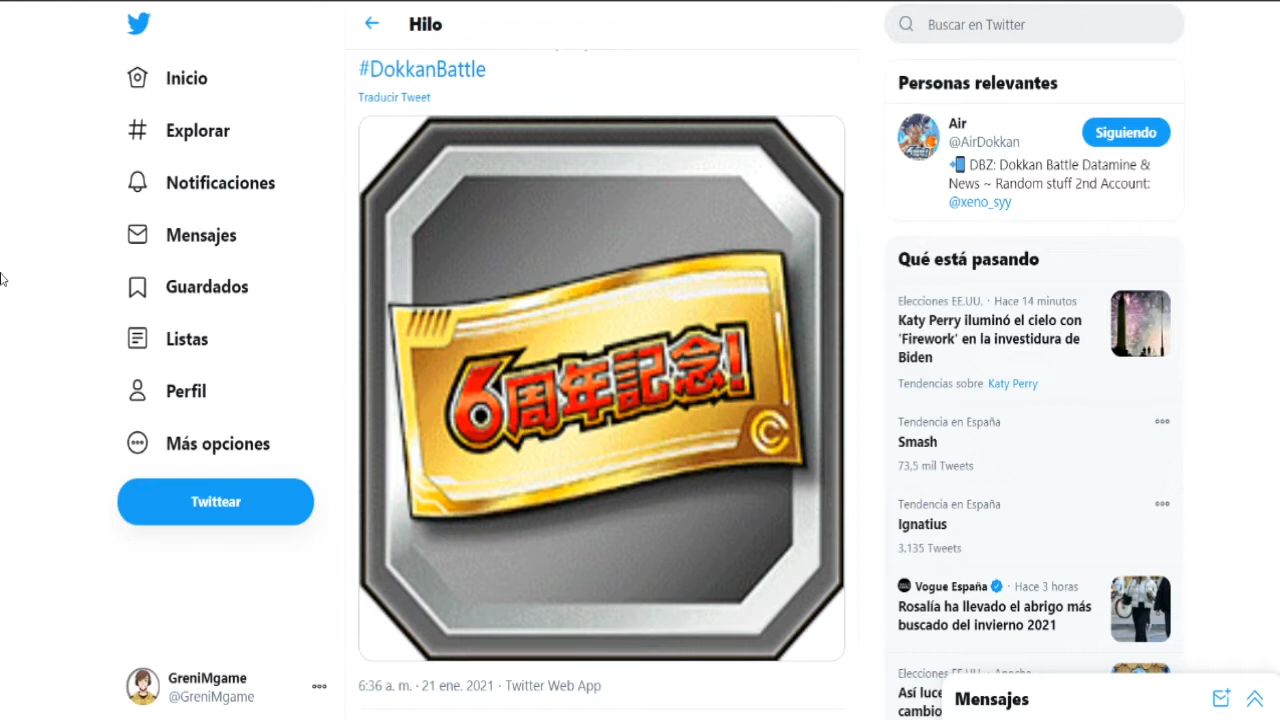 Inicio
Explorar
Notificaciones
Mensajes
Guardados
Listas
Perfil
Más opciones
Twittear
GreniMgame
@GreniMgame
Hilo
#DokkanBattle
Traducir Tweet
6周年記念!
6:36 a. m. · 21 ene. 2021 · Twitter Web App
Buscar en Twitter
Personas relevantes
Air
@AirDokkan
Siguiendo
DBZ: Dokkan Battle Datamine &
News ~ Random stuff 2nd Account:
@xeno_syy
Qué está pasando
Elecciones EE.UU. · Hace 14 minutos
Katy Perry iluminó el cielo con
'Firework' en la investidura de
Biden
Tendencias sobre Katy Perry
Tendencia en España
Smash
73,5 mil Tweets
Tendencia en España
Ignatius
3.135 Tweets
Vogue España · Hace 3 horas
Rosalía ha llevado el abrigo más
buscado del invierno 2021
Elecciones EE.UU. · Anoche
Así luce
cambio
Mensajes